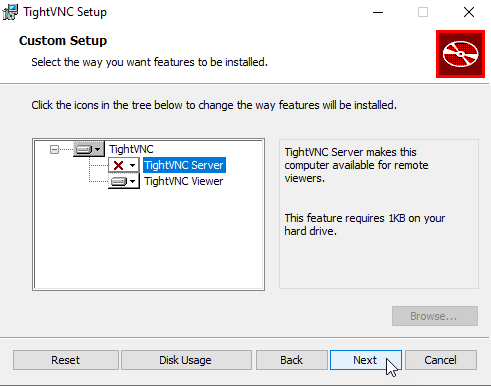 TightVNC Setup
Custom Setup
Select the way you want features to be installed.
Click the icons in the tree below to change the way features will be installed.
TightVNC
TightVNC Server
TightVNC Viewer
TightVNC Server makes this
computer available for remote
viewers.
This feature requires 1KB on your
hard drive.
Browse...
Reset
Disk Usage
Back
Next
Cancel